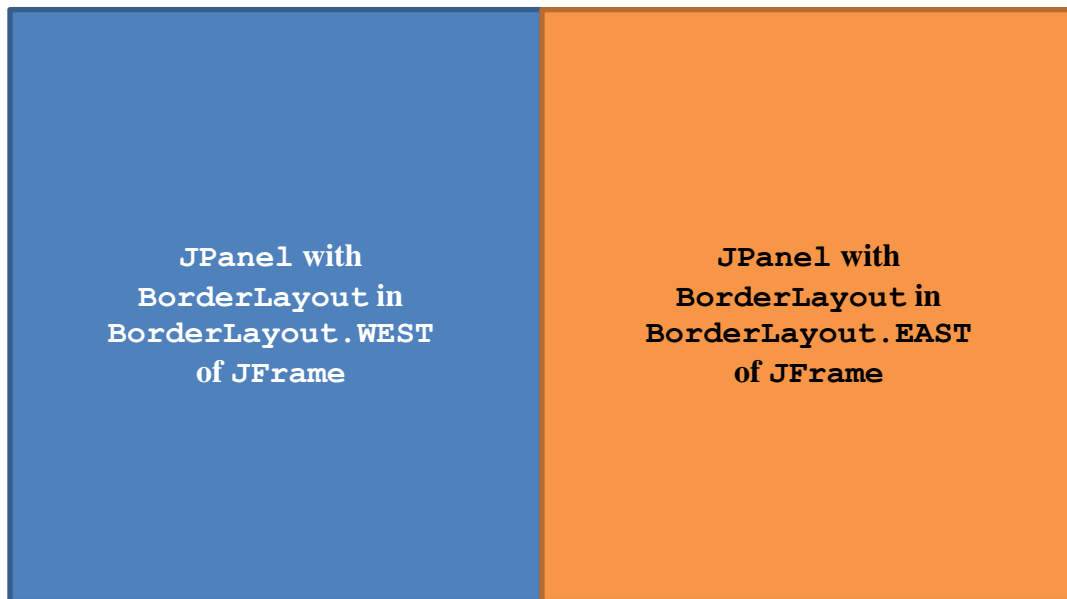 JPanel with
BorderLayout in
BorderLayout.WEST
of JFrame
JPanel with
BorderLayout in
BorderLayout.EAST
of JFrame